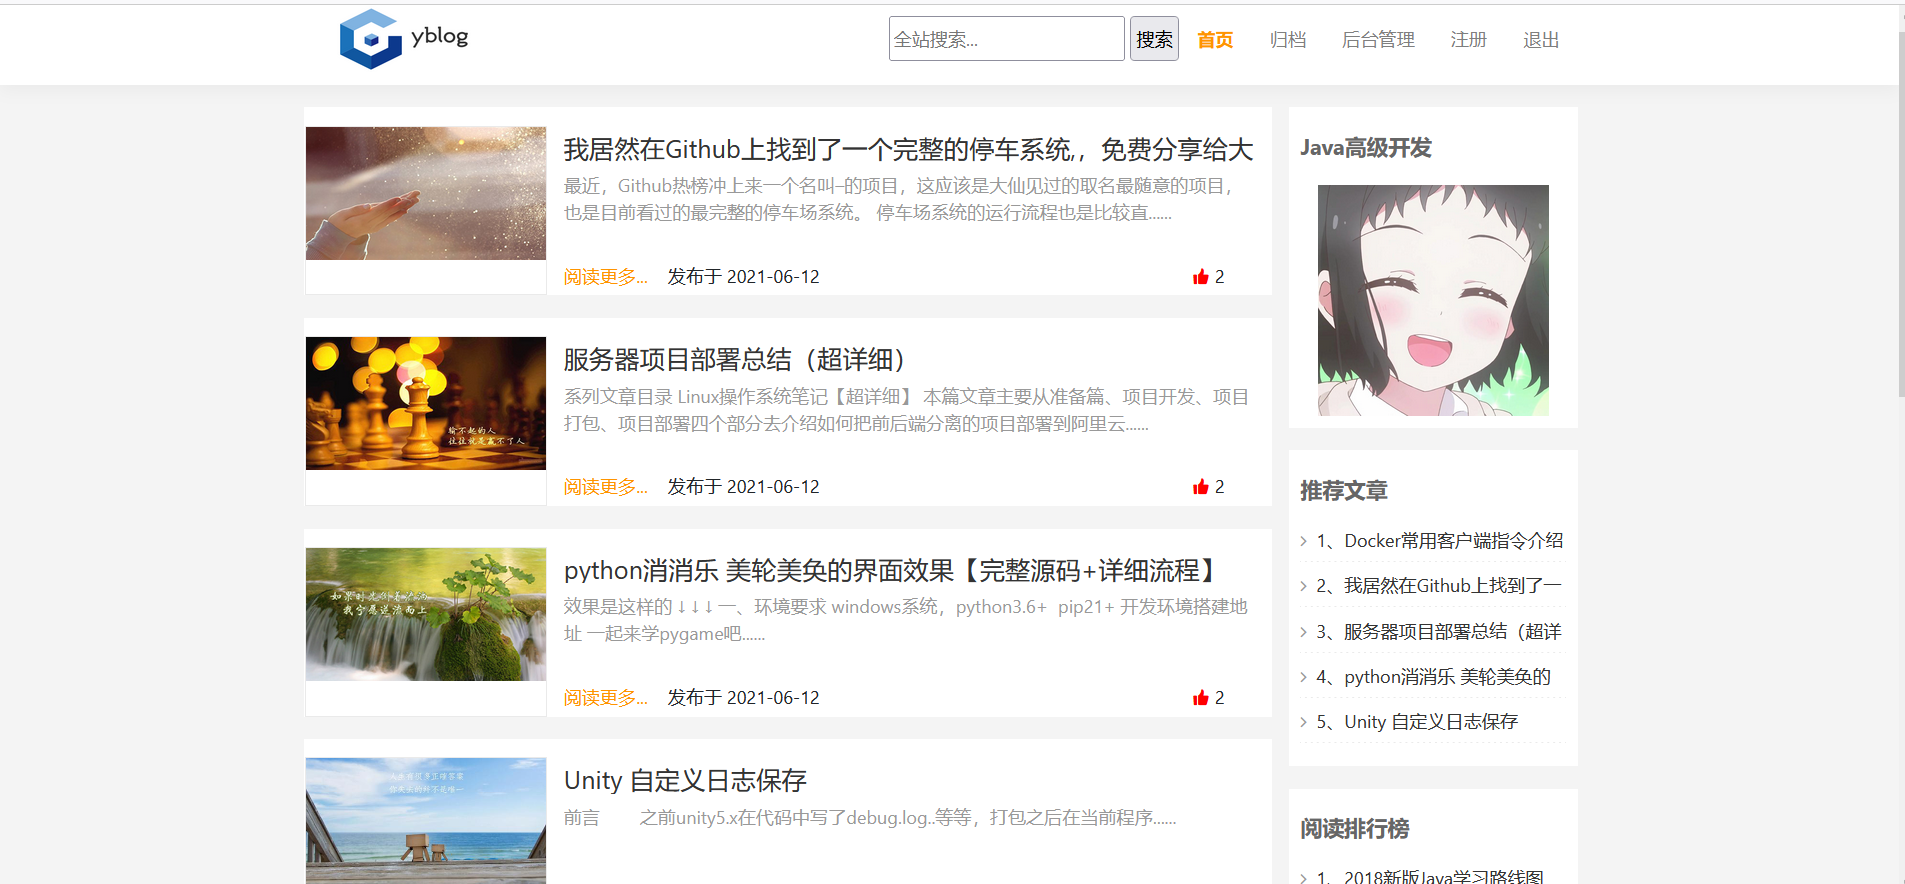 yblog
全站搜索...
搜索
首页
归档
后台管理
注册
退出
我居然在Github上找到了一个完整的停车系统,，免费分享给大
最近，Github热榜冲上来一个名叫–的项目，这应该是大仙见过的取名最随意的项目，
也是目前看过的最完整的停车场系统。 停车场系统的运行流程也是比较直......
阅读更多... 发布于 2021-06-12
2
输不起的人
往往就是赢不了人
服务器项目部署总结（超详细）
系列文章目录 Linux操作系统笔记【超详细】 本篇文章主要从准备篇、项目开发、项目
打包、项目部署四个部分去介绍如何把前后端分离的项目部署到阿里云......
阅读更多... 发布于 2021-06-12
2
如果时光倒着流淌
我宁愿逆流而上
python消消乐 美轮美奂的界面效果【完整源码+详细流程】
效果是这样的 ↓ ↓ ↓ 一、环境要求 windows系统，python3.6+ pip21+ 开发环境搭建地
址 一起来学pygame吧......
阅读更多... 发布于 2021-06-12
2
Unity 自定义日志保存
前言 之前unity5.x在代码中写了debug.log..等等，打包之后在当前程序......
Java高级开发
推荐文章
1、Docker常用客户端指令介绍
2、我居然在Github上找到了一
3、服务器项目部署总结（超详
4、python消消乐 美轮美奂的
5、Unity 自定义日志保存
阅读排行榜
1、2018新版Java学习路线图